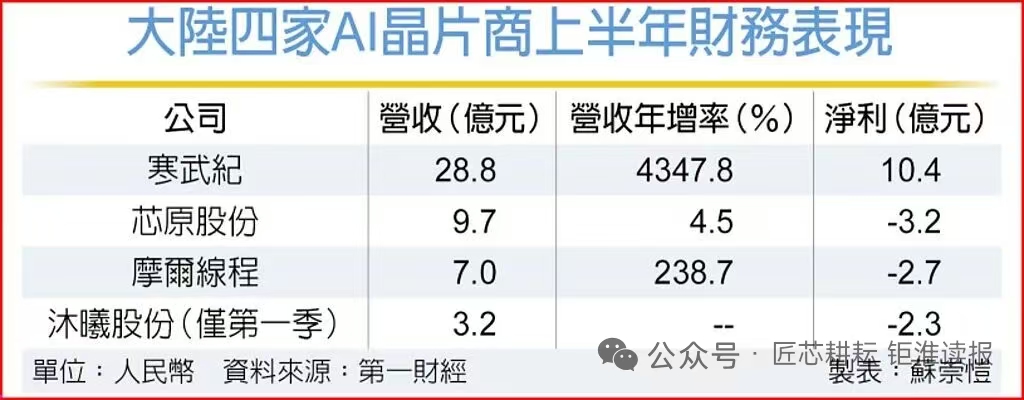 大陸四家AI晶片商上半年財務表現
公司 營收(億元) 營收年增率(%) 淨利(億元)
寒武紀 28.8 4347.8 10.4
芯原股份 9.7 4.5 -3.2
摩爾線程 7.0 238.7 -2.7
沐曦股份(僅第一季) 3.2 -- -2.3
單位：人民幣 資料來源：第一財經 製表：蘇崇愷
公众号 · 匠芯耕耘 钜淮读报